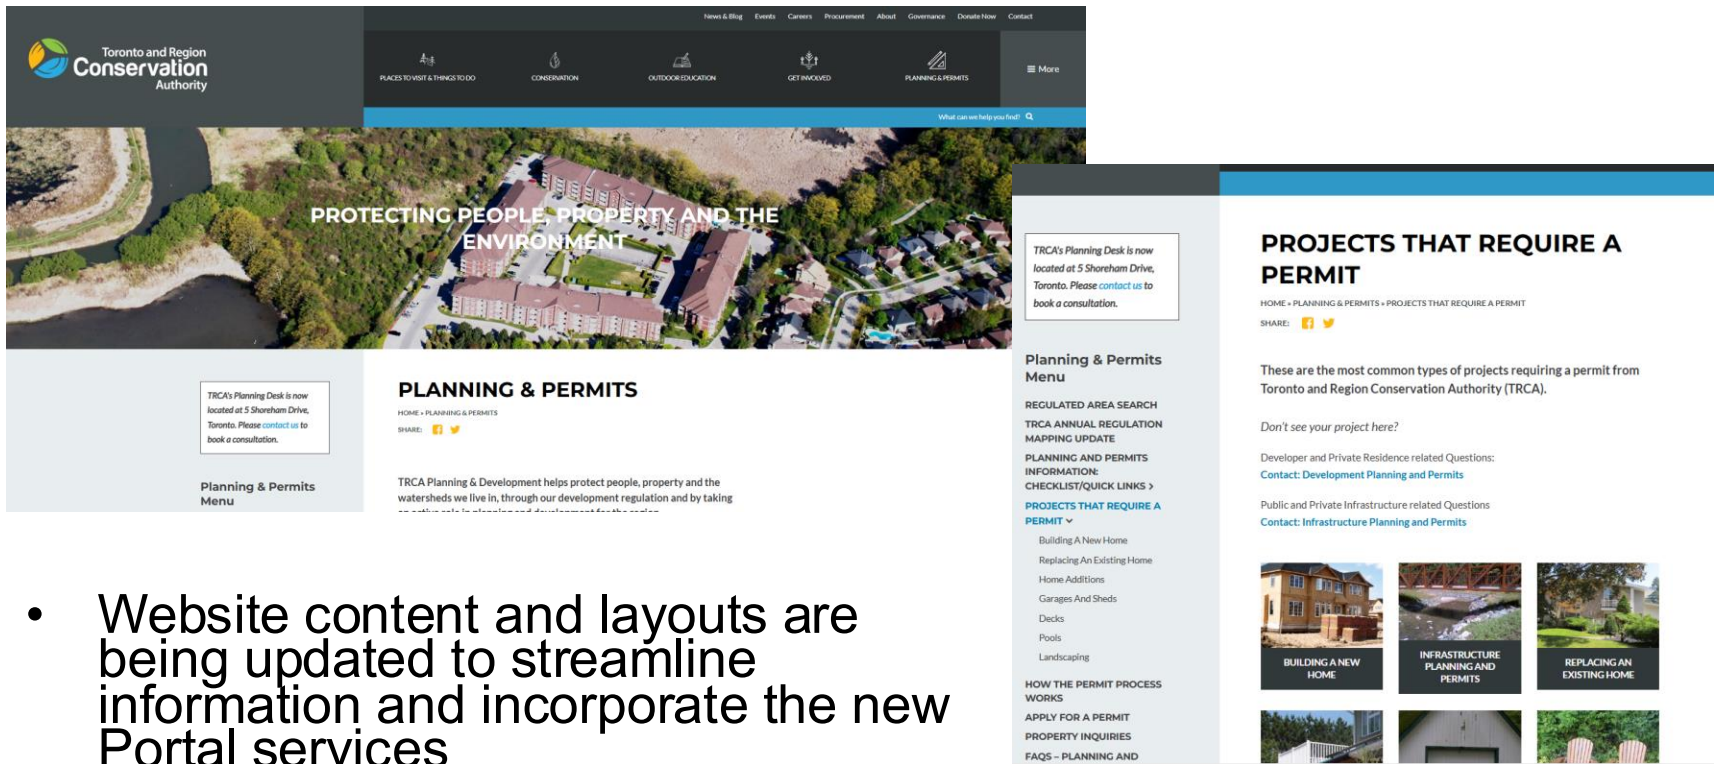 News & Blog Events Careers Procurement About Governance Donate Now Contact
Toronto and Region
Conservation
Authority
PLACES TO VISIT & THINGS TO DO CONSERVATION OUTDOOR EDUCATION GET INVOLVED PLANNING & PERMITS
More
What can we help you find?
PROTECTING PEOPLE, PROPERTY AND THE
ENVIRONMENT
TRCA's Planning Desk is now
located at 5 Shoreham Drive,
Toronto. Please contact us to
book a consultation.
Planning & Permits
Menu
PLANNING & PERMITS
HOME » PLANNING & PERMITS
SHARE:
TRCA Planning & Development helps protect people, property and the
watersheds we live in, through our development regulation and by taking
an active role in planning and development for the region.
TRCA's Planning Desk is now
located at 5 Shoreham Drive,
Toronto. Please contact us to
book a consultation.
Planning & Permits
Menu
REGULATED AREA SEARCH
TRCA ANNUAL REGULATION
MAPPING UPDATE
PLANNING AND PERMITS
INFORMATION:
CHECKLIST/QUICK LINKS >
PROJECTS THAT REQUIRE A
PERMIT
Building A New Home
Replacing An Existing Home
Home Additions
Garages And Sheds
Decks
Pools
Landscaping
HOW THE PERMIT PROCESS
WORKS
APPLY FOR A PERMIT
PROPERTY INQUIRIES
FAQS – PLANNING AND
PROJECTS THAT REQUIRE A
PERMIT
HOME » PLANNING & PERMITS » PROJECTS THAT REQUIRE A PERMIT
SHARE:
These are the most common types of projects requiring a permit from
Toronto and Region Conservation Authority (TRCA).
Don't see your project here?
Developer and Private Residence related Questions:
Contact: Development Planning and Permits
Public and Private Infrastructure related Questions
Contact: Infrastructure Planning and Permits
BUILDING A NEW
HOME
INFRASTRUCTURE
PLANNING AND
PERMITS
REPLACING AN
EXISTING HOME
• Website content and layouts are
being updated to streamline
information and incorporate the new
Portal services